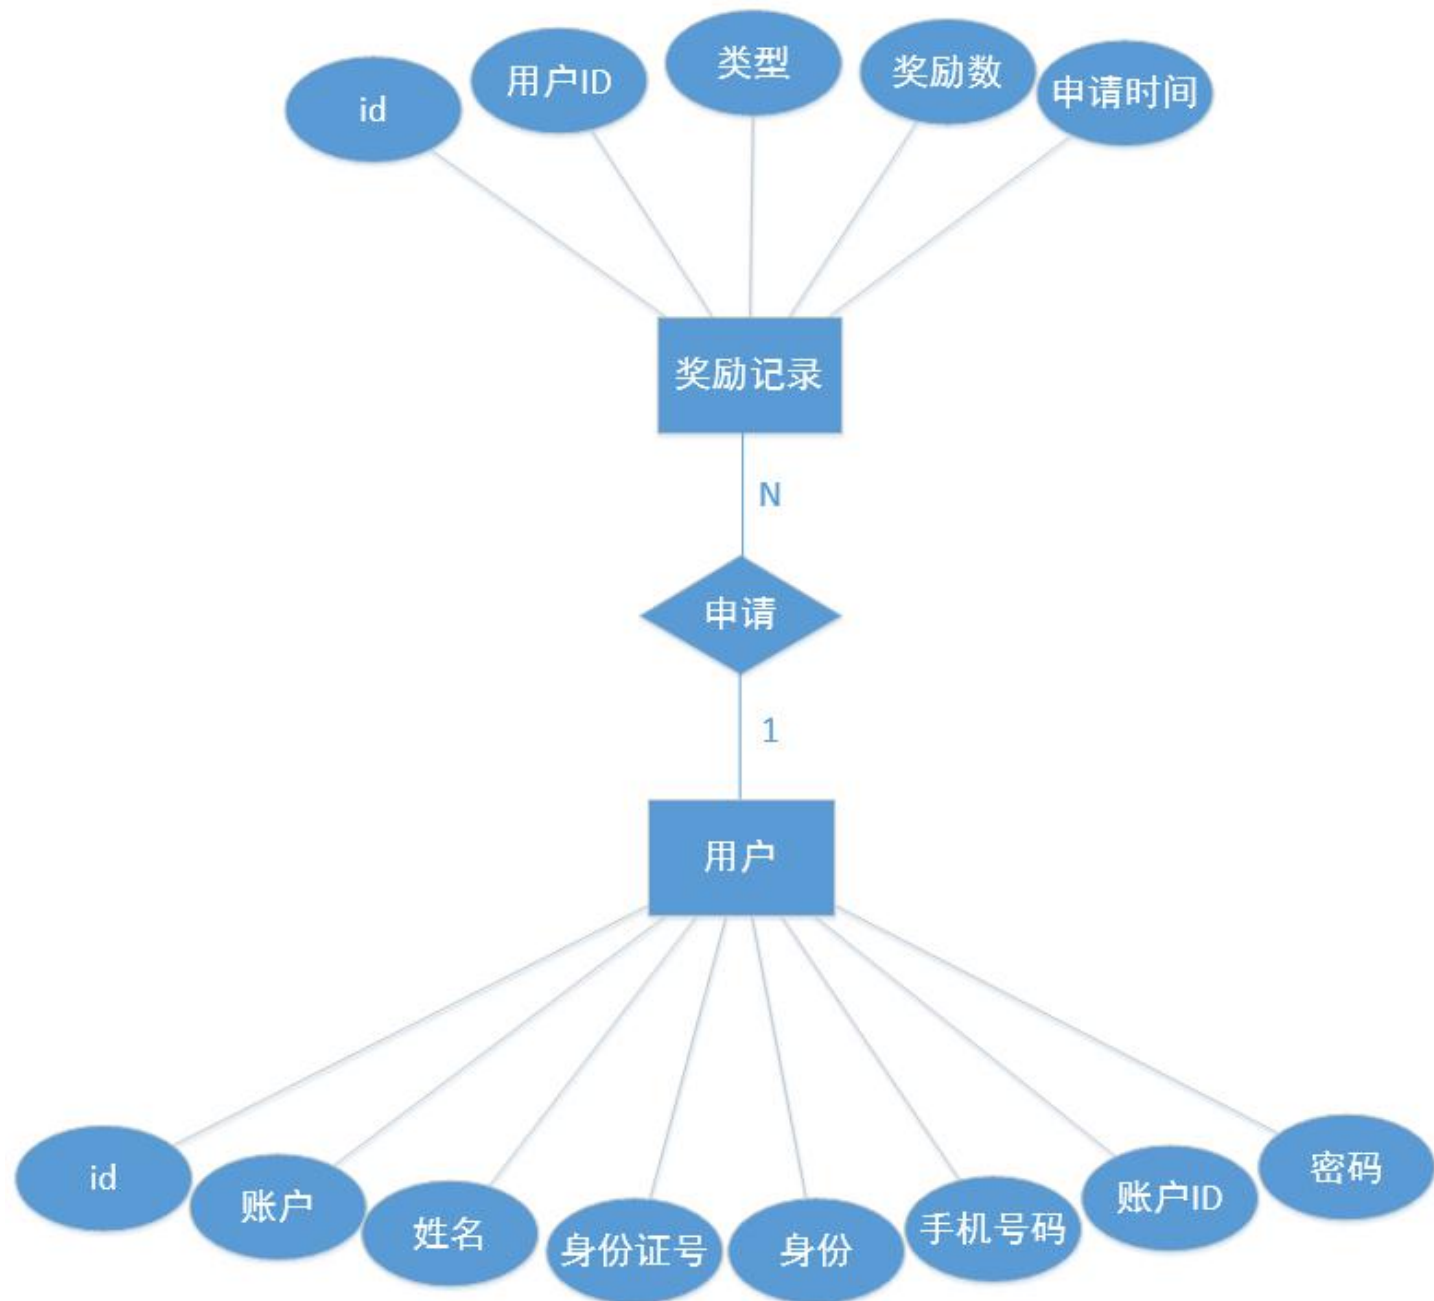 id
用户ID
类型
奖励数
申请时间
奖励记录
N
申请
1
用户
id
账户
姓名
身份证号
身份
手机号码
账户ID
密码